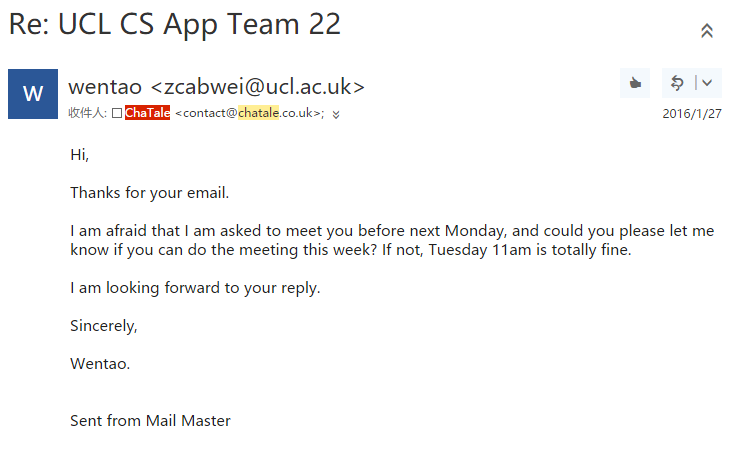 Re: UCL CS App Team 22
W
wentao <zcabwei@ucl.ac.uk>
收件人: ChaTale <contact@chatale.co.uk>;
2016/1/27
Hi,
Thanks for your email.
I am afraid that I am asked to meet you before next Monday, and could you please let me
know if you can do the meeting this week? If not, Tuesday 11am is totally fine.
I am looking forward to your reply.
Sincerely,
Wentao.
Sent from Mail Master